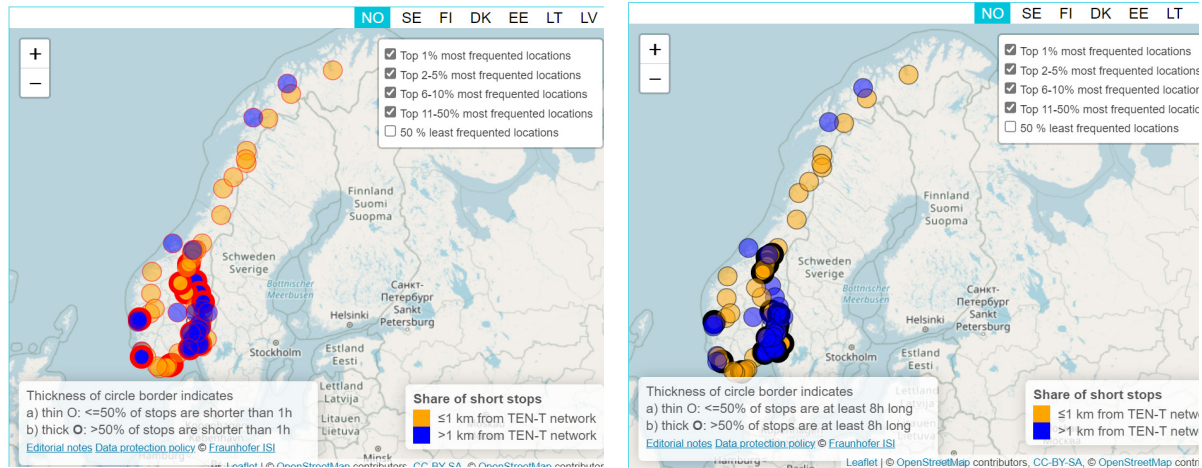 NO SE FI DK EE LT LV
+
−
Top 1% most frequented locations
Top 2-5% most frequented locations
Top 6-10% most frequented locations
Top 11-50% most frequented locations
50 % least frequented locations
Finnland
Suomi
Suopma
Schweden
Sverige
Bottnischer
Meerbusen
Санкт-
Петербург
Sankt
Petersburg
Helsinki
Stockholm
Estland
Eesti
Lettland
Latvija
Litauen
Lietuva
Minsk
Hamburg
Thickness of circle border indicates
a) thin O: <=50% of stops are shorter than 1h
b) thick O: >50% of stops are shorter than 1h
Editorial notes Data protection policy © Fraunhofer ISI
Share of short stops
≤1 km from TEN-T network
>1 km from TEN-T network
Leaflet | © OpenStreetMap contributors, CC-BY-SA, © OpenStreetMap contributors
NO SE FI DK EE LT
+
−
Top 1% most frequented locations
Top 2-5% most frequented locations
Top 6-10% most frequented location
Top 11-50% most frequented locatio
50 % least frequented locations
Finnland
Suomi
Suopma
Schweden
Sverige
Bottnischer
Meerbusen
Санкт-
Петербург
Sankt
Petersburg
Helsinki
Stockholm
Estland
Eesti
Thickness of circle border indicates
a) thin O: <=50% of stops are at least 8h long
b) thick O: >50% of stops are at least 8h long
Editorial notes Data protection policy © Fraunhofer ISI
Share of short stops
≤1 km from TEN-T netwo
>1 km from TEN-T netwo
Leaflet | © OpenStreetMap contributors, CC-BY-SA, © OpenStreetMap